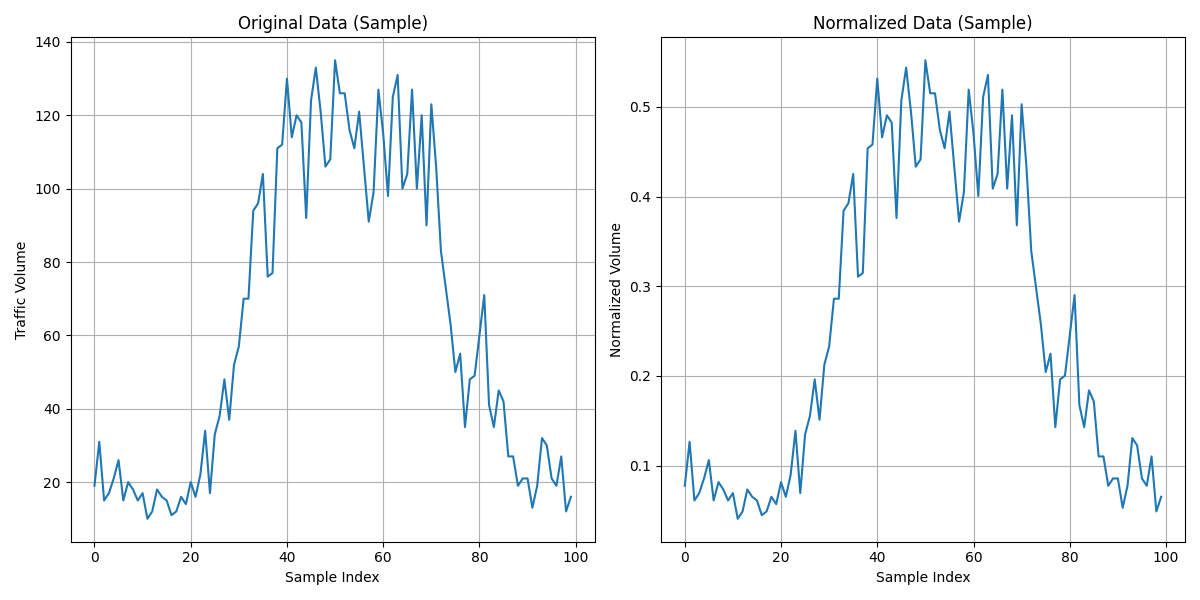 Original Data (Sample)
140
120
100
80
60
40
20
Traffic Volume
0 20 40 60 80 100
Sample Index
Normalized Data (Sample)
0.5
0.4
0.3
0.2
0.1
Normalized Volume
0 20 40 60 80 100
Sample Index